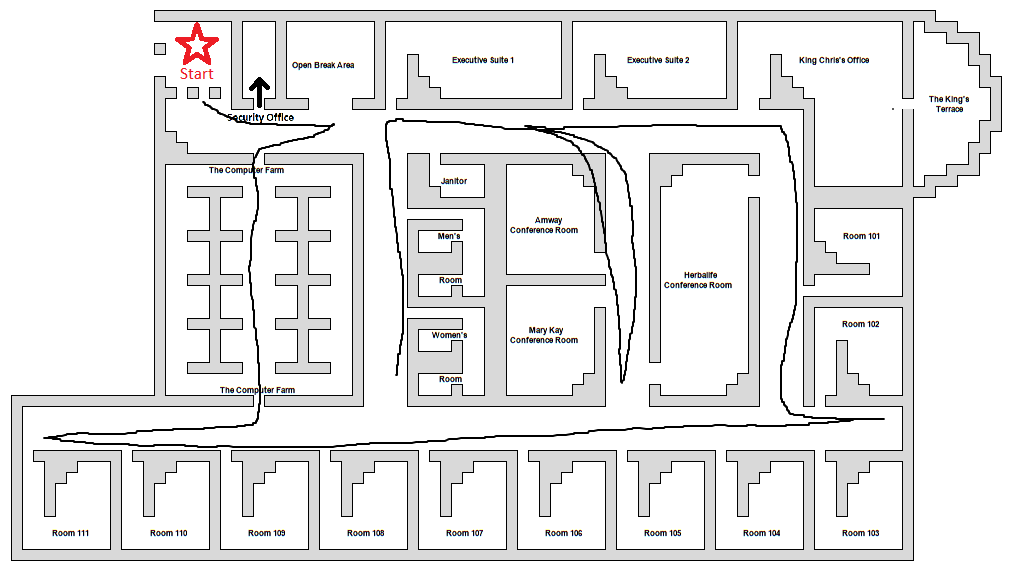 Start
Open Break Area
Executive Suite 1
Executive Suite 2
King Chris's Office
The King's
Terrace
Security Office
The Computer Farm
Janitor
Men's
Room
Women's
Room
Amway
Conference Room
Mary Kay
Conference Room
Herbalife
Conference Room
Room 101
Room 102
The Computer Farm
Room 111
Room 110
Room 109
Room 108
Room 107
Room 106
Room 105
Room 104
Room 103